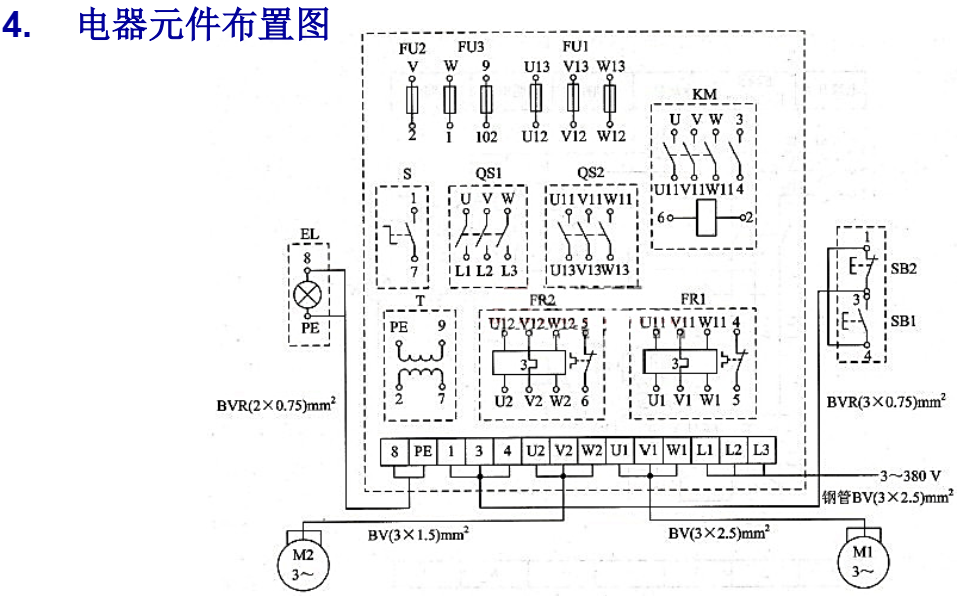 4. 电器元件布置图
FU2 FU3 FU1
V W 9 U13 V13 W13
2 1 102 U12 V12 W12
KM
U V W 3
U11 V11 W11 4
6 2
S QS1 QS2
1 U V W U11 V11 W11
7 L1 L2 L3 U13 V13 W13
EL
8
PE
1
SB2
3
SB1
4
T FR2 FR1
PE 9 U12 V12 W12 5 U11 V11 W11 4
3 3
2 7 U2 V2 W2 6 U1 V1 W1 5
BVR(2×0.75)mm²
BVR(3×0.75)mm²
8 PE 1 3 4 U2 V2 W2 U1 V1 W1 L1 L2 L3
3～380 V
钢管BV(3×2.5)mm²
BV(3×1.5)mm²
BV(3×2.5)mm²
M2
3～
M1
3～